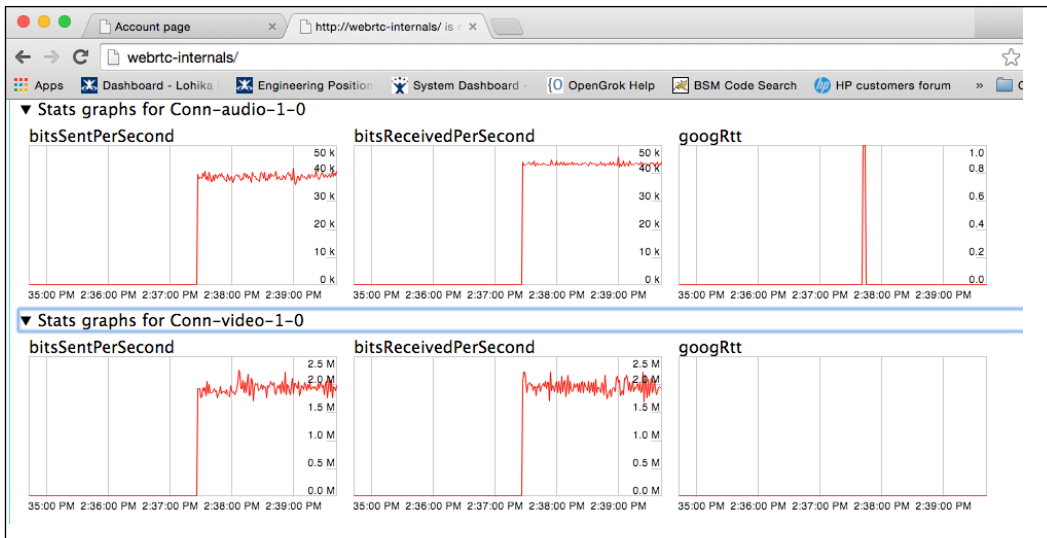 Account page
http://webrtc-internals/ is
webrtc-internals/
Apps Dashboard - Lohika Engineering Position System Dashboard - OpenGrok Help BSM Code Search HP customers forum »
▼ Stats graphs for Conn-audio-1-0
bitsSentPerSecond bitsReceivedPerSecond googRtt
50 k 50 k 1.0
40 k 40 k 0.8
30 k 30 k 0.6
20 k 20 k 0.4
10 k 10 k 0.2
0 k 0 k 0.0
35:00 PM 2:36:00 PM 2:37:00 PM 2:38:00 PM 2:39:00 PM 35:00 PM 2:36:00 PM 2:37:00 PM 2:38:00 PM 2:39:00 PM 35:00 PM 2:36:00 PM 2:37:00 PM 2:38:00 PM 2:39:00 PM
▼ Stats graphs for Conn-video-1-0
bitsSentPerSecond bitsReceivedPerSecond googRtt
2.5 M 2.5 M
2.0 M 2.0 M
1.5 M 1.5 M
1.0 M 1.0 M
0.5 M 0.5 M
0.0 M 0.0 M
35:00 PM 2:36:00 PM 2:37:00 PM 2:38:00 PM 2:39:00 PM 35:00 PM 2:36:00 PM 2:37:00 PM 2:38:00 PM 2:39:00 PM 35:00 PM 2:36:00 PM 2:37:00 PM 2:38:00 PM 2:39:00 PM